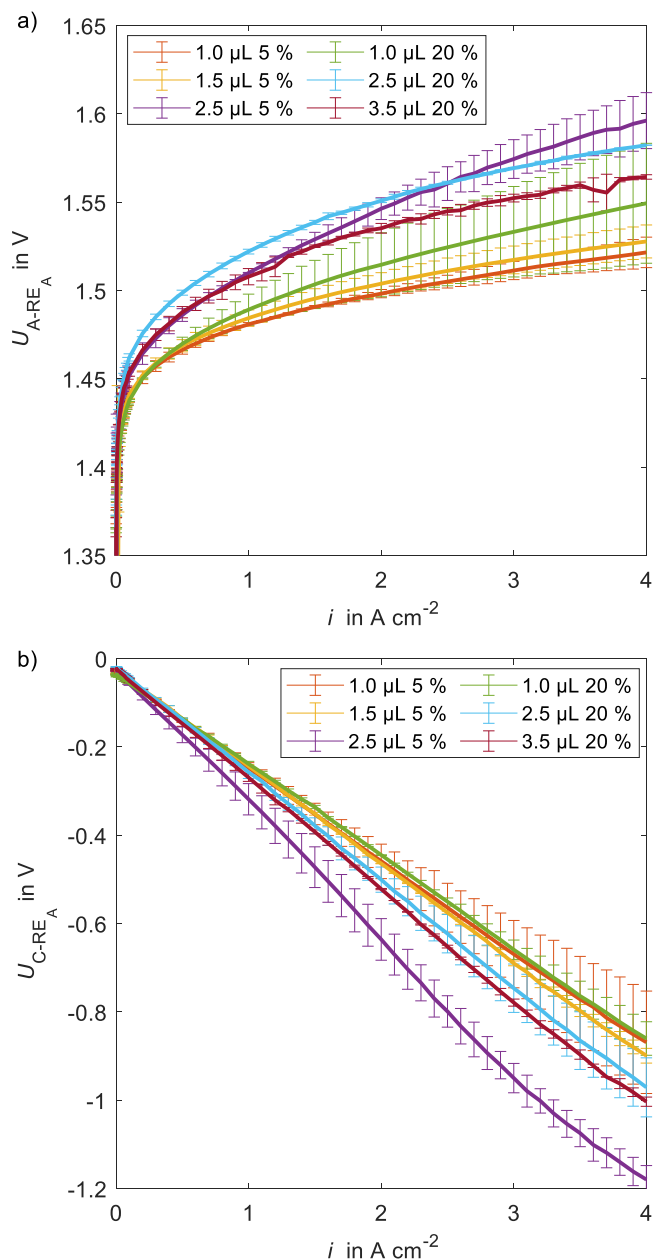 a)
1.65
1.6
1.55
1.5
1.45
1.4
1.35
U_A-RE_A in V
1.0 µL 5 % 1.0 µL 20 %
1.5 µL 5 % 2.5 µL 20 %
2.5 µL 5 % 3.5 µL 20 %
0 1 2 3 4
i in A cm⁻²
b)
0
-0.2
-0.4
-0.6
-0.8
-1
-1.2
U_C-RE_A in V
1.0 µL 5 % 1.0 µL 20 %
1.5 µL 5 % 2.5 µL 20 %
2.5 µL 5 % 3.5 µL 20 %
0 1 2 3 4
i in A cm⁻²